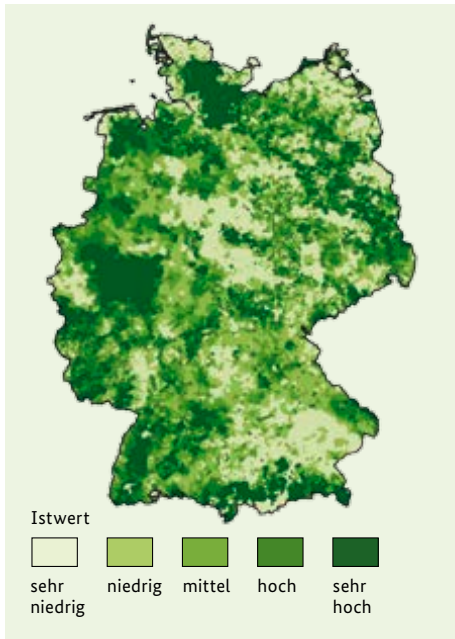 Istwert
sehr niedrig
niedrig
mittel
hoch
sehr hoch